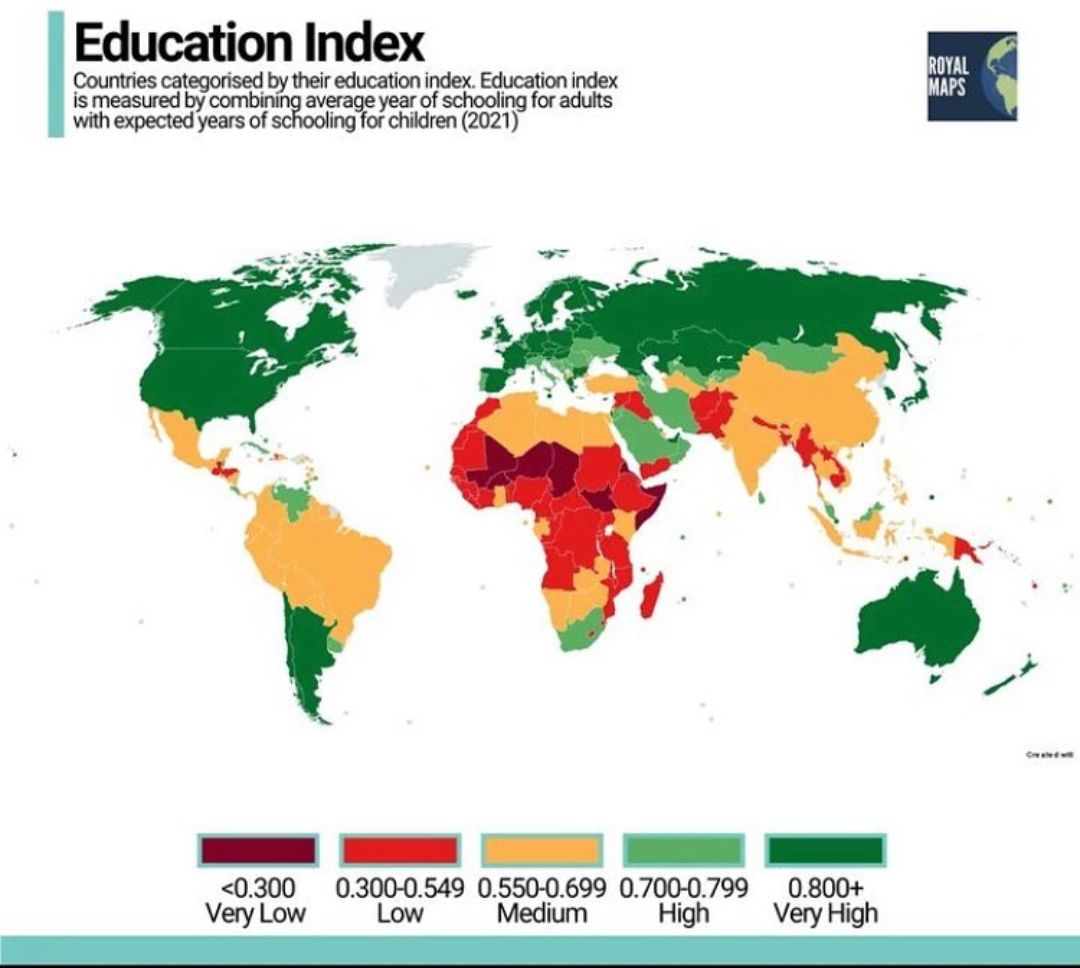 Education Index
Countries categorised by their education index. Education index
is measured by combining average year of schooling for adults
with expected years of schooling for children (2021)
ROYAL
MAPS
<0.300
Very Low
0.300-0.549
Low
0.550-0.699
Medium
0.700-0.799
High
0.800+
Very High